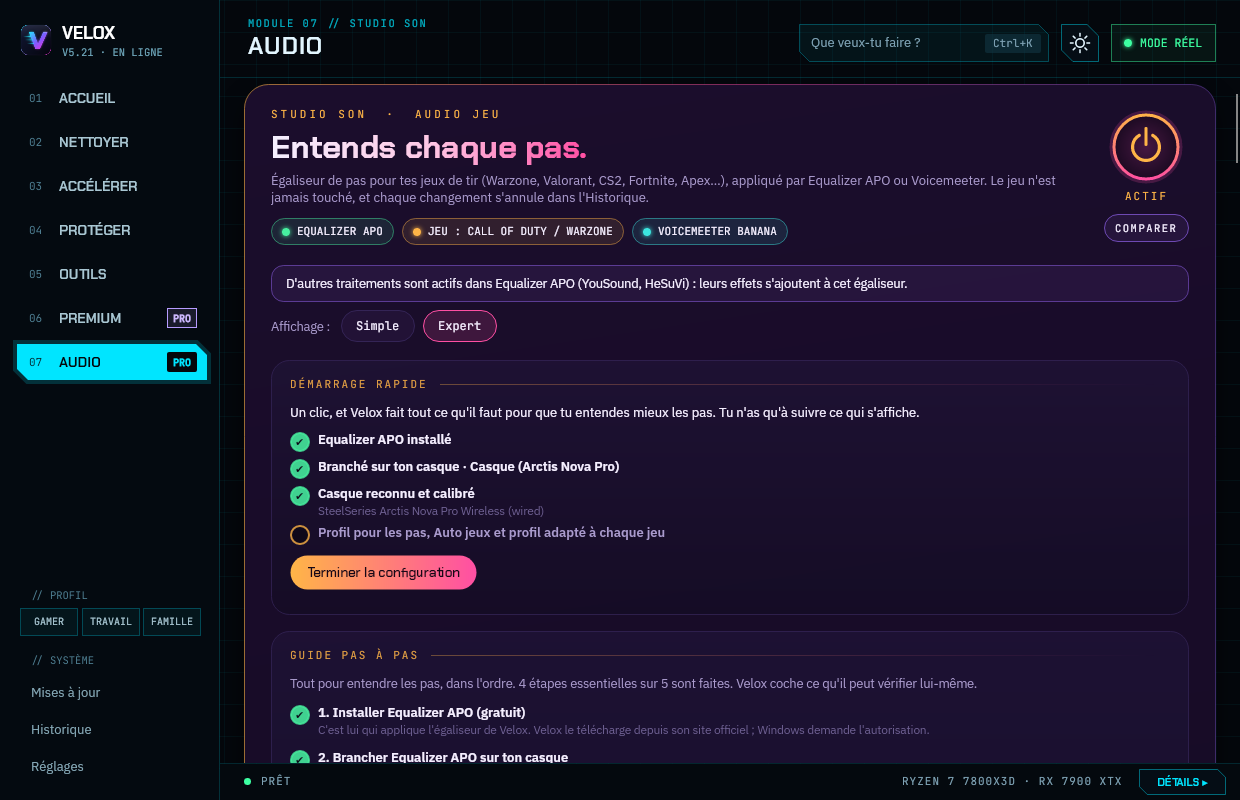 VELOX
V5.21 · EN LIGNE
01 ACCUEIL
02 NETTOYER
03 ACCÉLÉRER
04 PROTÉGER
05 OUTILS
06 PREMIUM PRO
07 AUDIO PRO
// PROFIL
GAMER TRAVAIL FAMILLE
// SYSTÈME
Mises à jour
Historique
Réglages
MODULE 07 // STUDIO SON
AUDIO
Que veux-tu faire ? Ctrl+K
MODE RÉEL
STUDIO SON · AUDIO JEU
Entends chaque pas.
Égaliseur de pas pour tes jeux de tir (Warzone, Valorant, CS2, Fortnite, Apex…), appliqué par Equalizer APO ou Voicemeeter. Le jeu n'est
jamais touché, et chaque changement s'annule dans l'Historique.
ACTIF
COMPARER
EQUALIZER APO JEU : CALL OF DUTY / WARZONE VOICEMEETER BANANA
D'autres traitements sont actifs dans Equalizer APO (YouSound, HeSuVi) : leurs effets s'ajoutent à cet égaliseur.
Affichage : Simple Expert
DÉMARRAGE RAPIDE
Un clic, et Velox fait tout ce qu'il faut pour que tu entendes mieux les pas. Tu n'as qu'à suivre ce qui s'affiche.
✓ Equalizer APO installé
✓ Branché sur ton casque · Casque (Arctis Nova Pro)
✓ Casque reconnu et calibré
SteelSeries Arctis Nova Pro Wireless (wired)
Profil pour les pas, Auto jeux et profil adapté à chaque jeu
Terminer la configuration
GUIDE PAS À PAS
Tout pour entendre les pas, dans l'ordre. 4 étapes essentielles sur 5 sont faites. Velox coche ce qu'il peut vérifier lui-même.
✓ 1. Installer Equalizer APO (gratuit)
C'est lui qui applique l'égaliseur de Velox. Velox le télécharge depuis son site officiel ; Windows demande l'autorisation.
✓ 2. Brancher Equalizer APO sur ton casque
PRÊT
RYZEN 7 7800X3D · RX 7900 XTX
DÉTAILS ▸